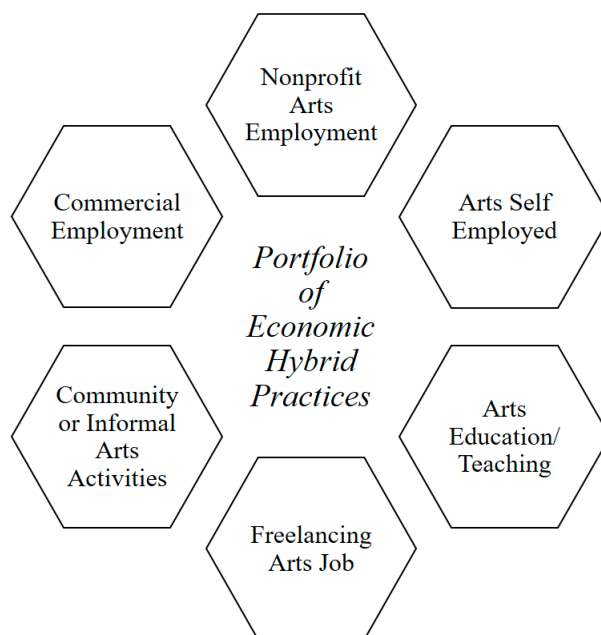 Nonprofit
Arts
Employment
Commercial
Employment
Arts Self
Employed
Portfolio
of
Economic
Hybrid
Practices
Community
or Informal
Arts
Activities
Arts
Education/
Teaching
Freelancing
Arts Job